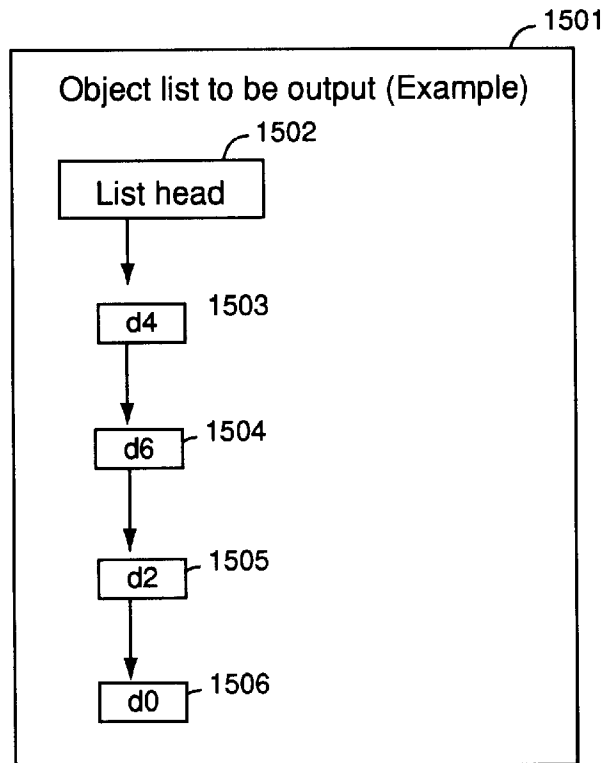 1501
Object list to be output (Example)
1502
List head
d4 1503
d6 1504
d2 1505
d0 1506